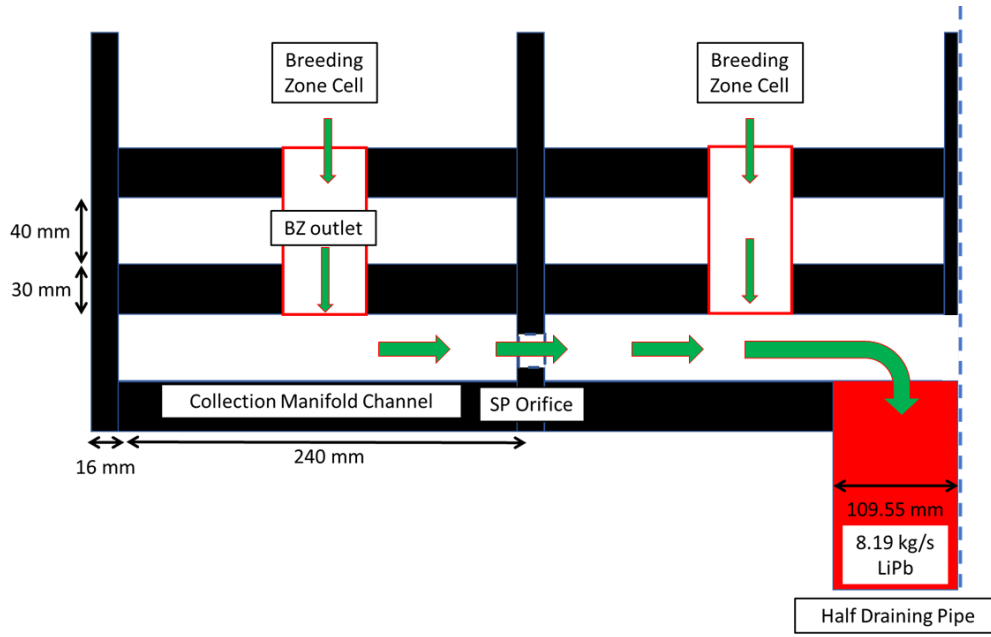 Breeding
Zone Cell
Breeding
Zone Cell
40 mm
BZ outlet
30 mm
Collection Manifold Channel
SP Orifice
16 mm
240 mm
109.55 mm
8.19 kg/s
LiPb
Half Draining Pipe